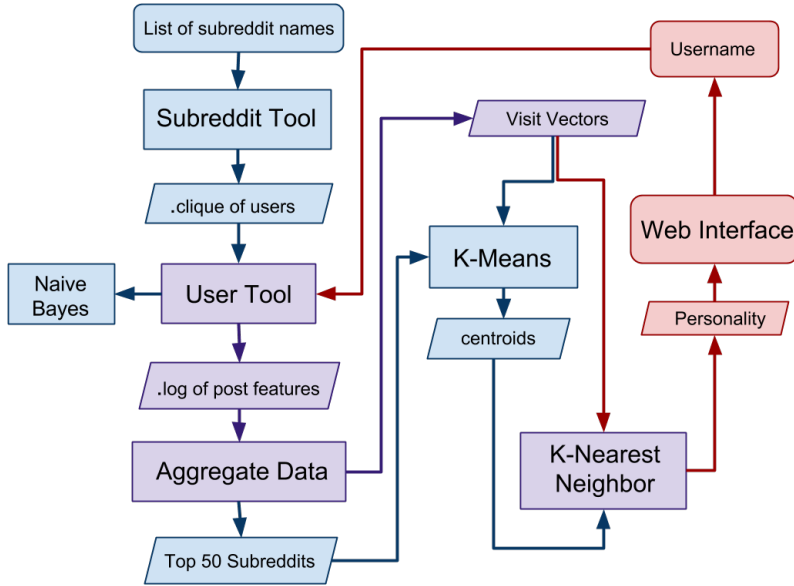 List of subreddit names
Username
Subreddit Tool
Visit Vectors
.clique of users
Web Interface
K-Means
Naive
Bayes
User Tool
Personality
centroids
.log of post features
K-Nearest
Neighbor
Aggregate Data
Top 50 Subreddits